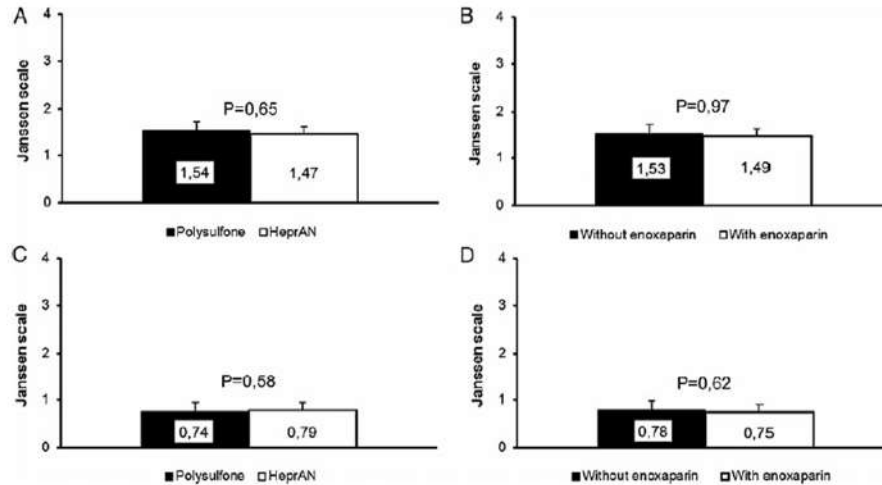 A
Janssen scale
4
3
2
1
0
P=0,65
1,54
1,47
Polysulfone HeprAN
B
Janssen scale
4
3
2
1
0
P=0,97
1,53
1,49
Without enoxaparin With enoxaparin
C
Janssen scale
4
3
2
1
0
P=0,58
0,74
0,79
Polysulfone HeprAN
D
Janssen scale
4
3
2
1
0
P=0,62
0,78
0,75
Without enoxaparin With enoxaparin